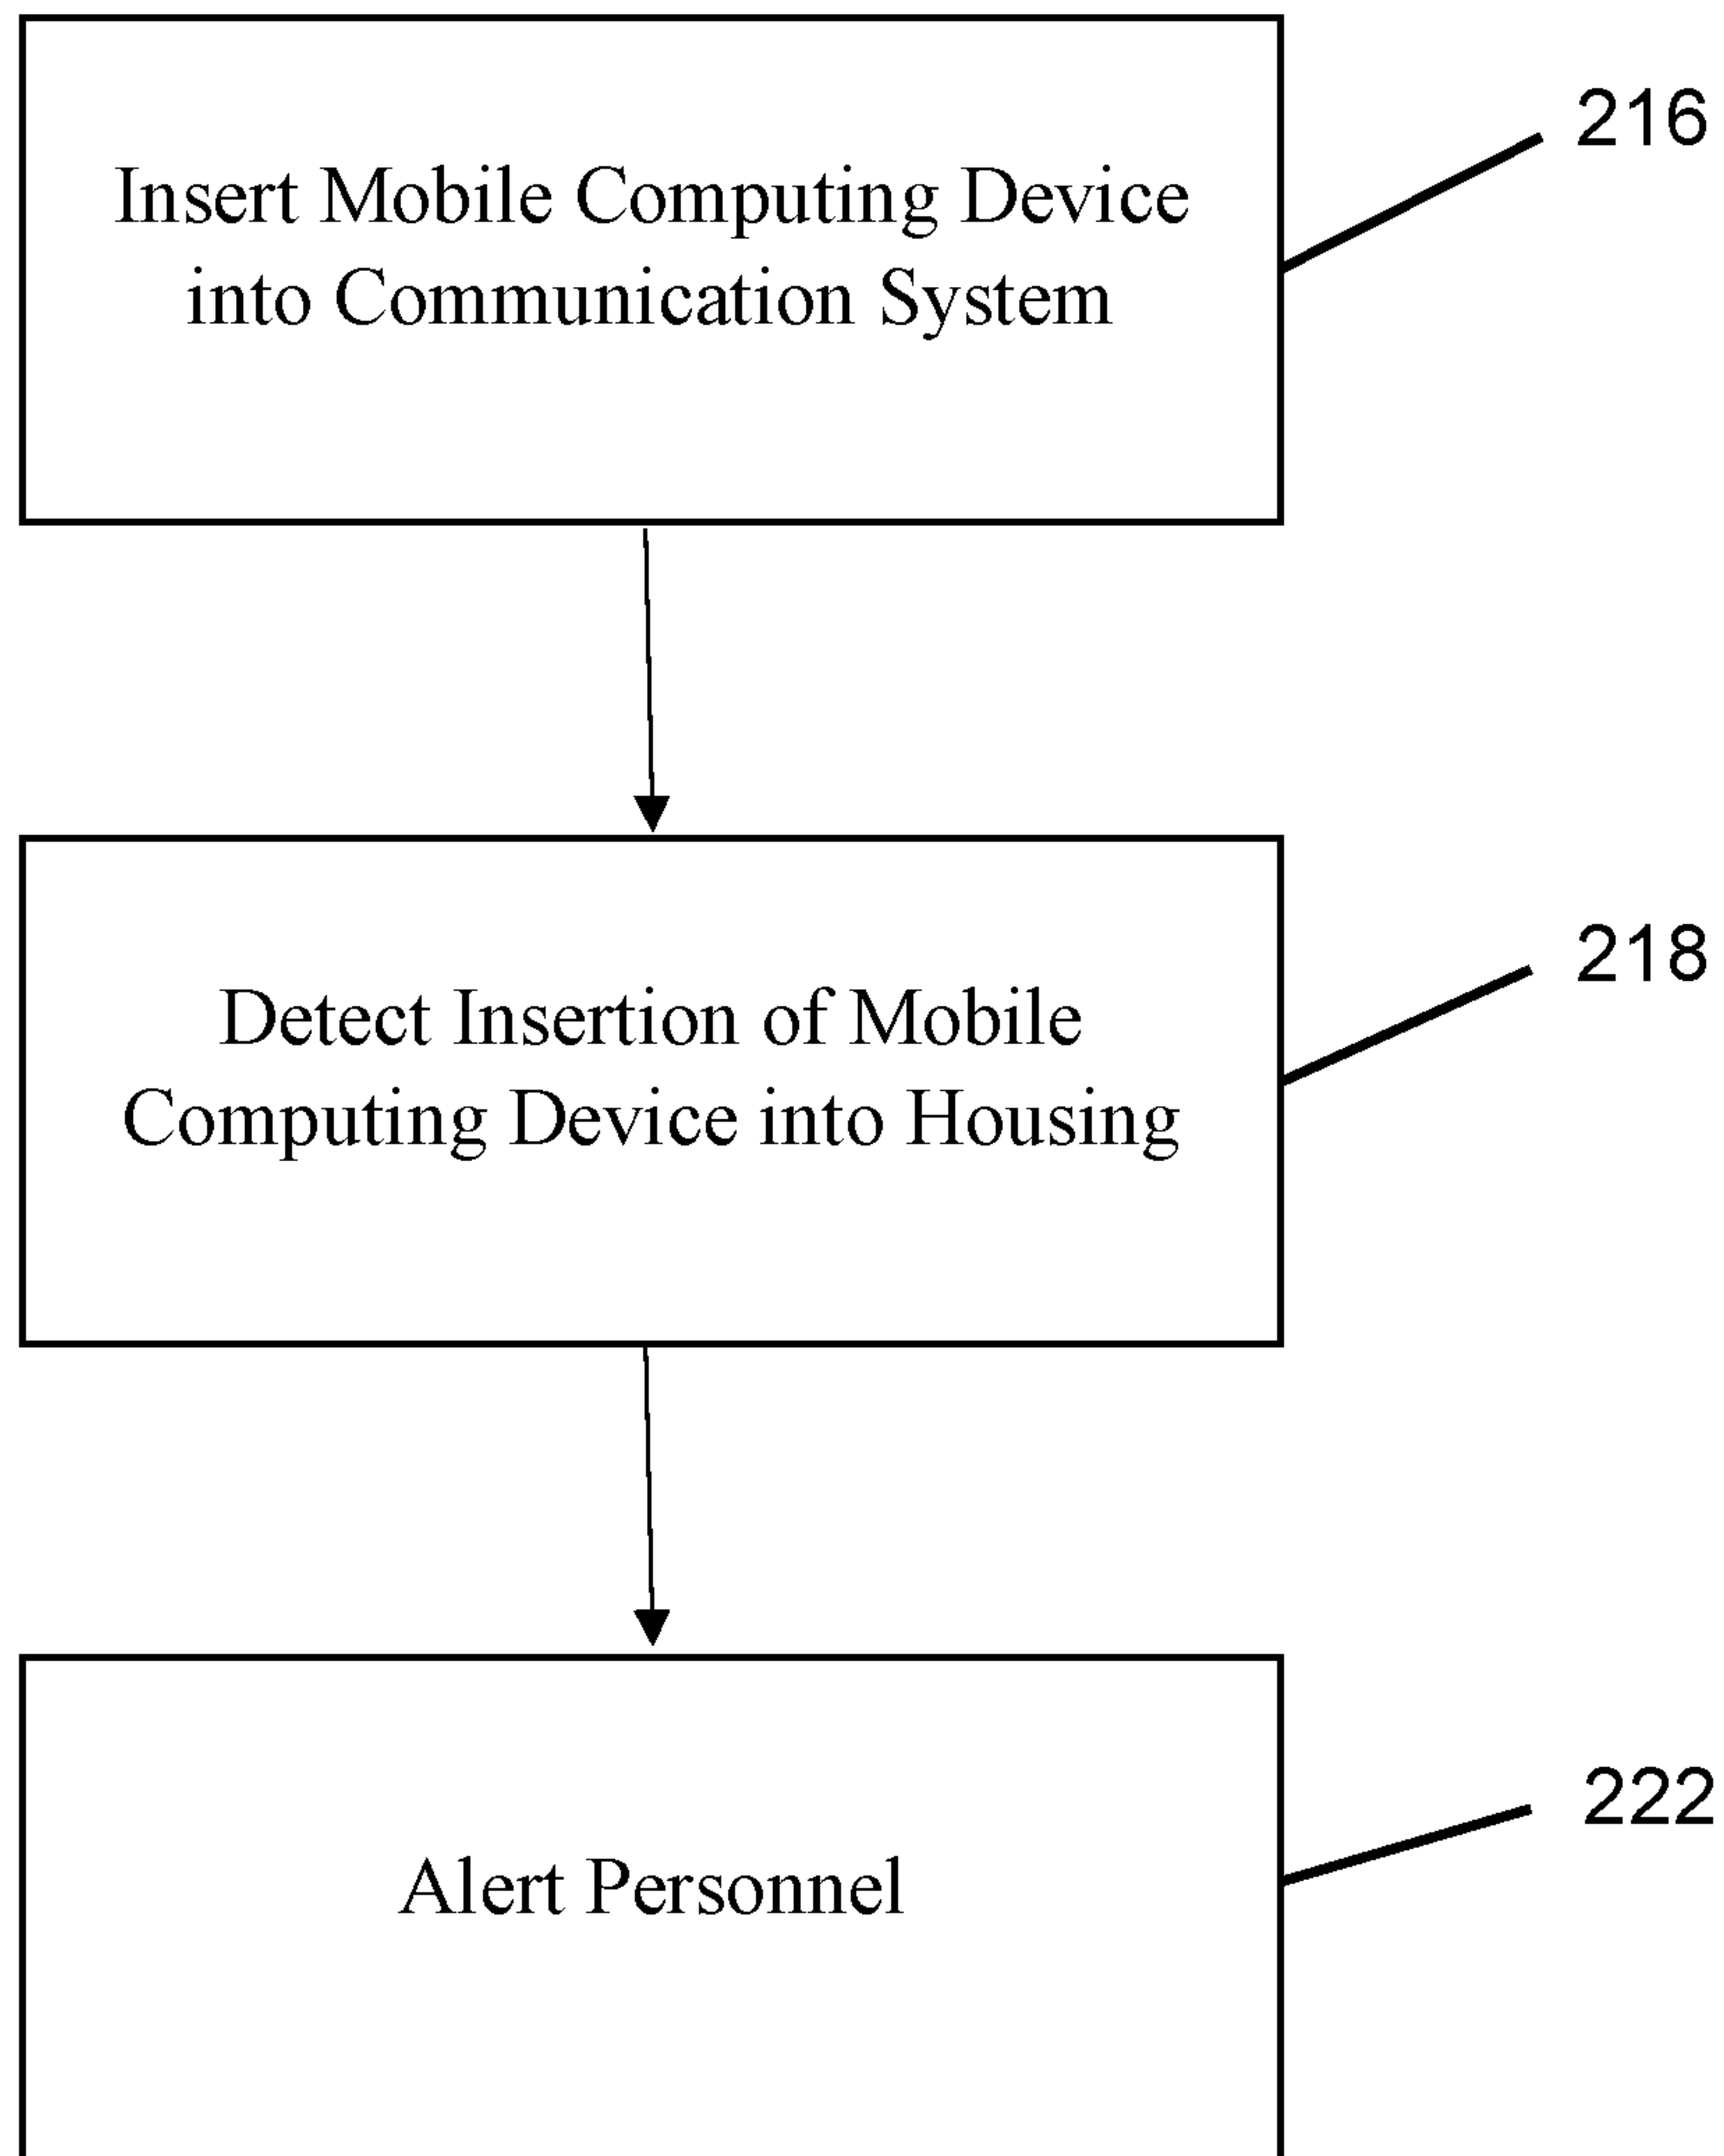 Insert Mobile Computing Device
into Communication System
216
Detect Insertion of Mobile
Computing Device into Housing
218
Alert Personnel
222